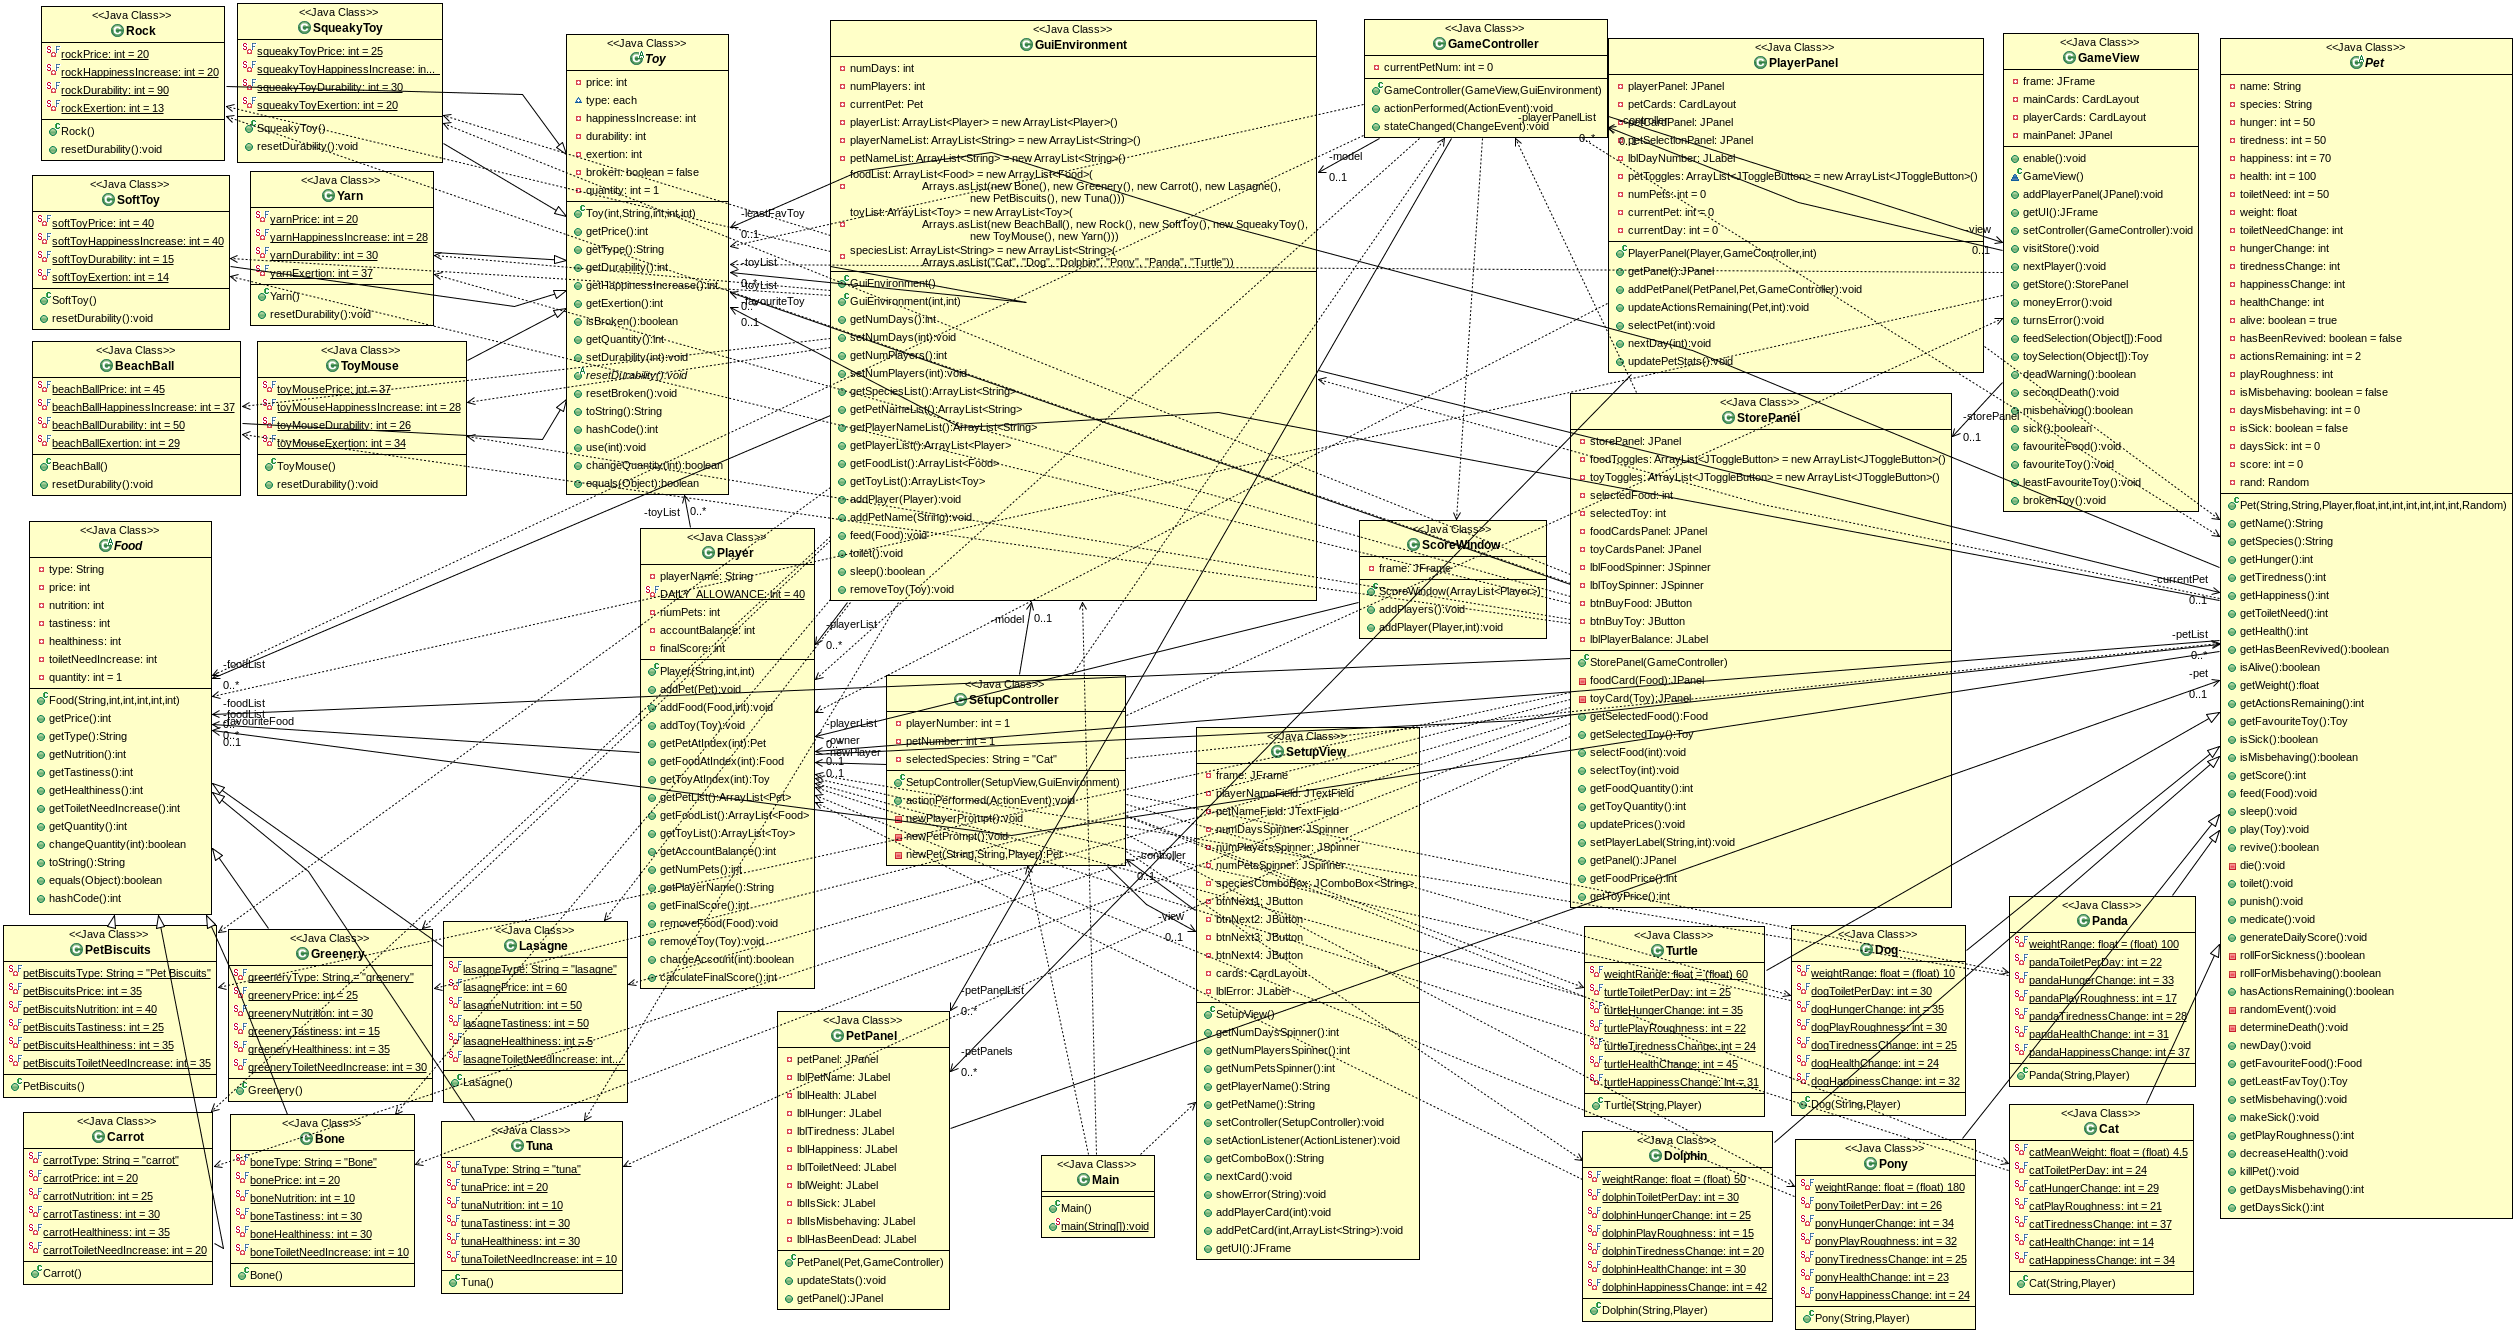 <<Java Class>>
Rock
rockPrice: int = 20
rockHappinessIncrease: int = 20
rockDurability: int = 90
rockExertion: int = 13
Rock()
resetDurability():void
<<Java Class>>
SqueakyToy
squeakyToyPrice: int = 25
squeakyToyHappinessIncrease: in...
squeakyToyDurability: int = 30
squeakyToyExertion: int = 20
SqueakyToy()
resetDurability():void
<<Java Class>>
SoftToy
softToyPrice: int = 40
softToyHappinessIncrease: int = 40
softToyDurability: int = 15
softToyExertion: int = 14
SoftToy()
resetDurability():void
<<Java Class>>
Yarn
yarnPrice: int = 20
yarnHappinessIncrease: int = 28
yarnDurability: int = 30
yarnExertion: int = 37
Yarn()
resetDurability():void
<<Java Class>>
BeachBall
beachBallPrice: int = 45
beachBallHappinessIncrease: int = 37
beachBallDurability: int = 50
beachBallExertion: int = 29
BeachBall()
resetDurability():void
<<Java Class>>
ToyMouse
toyMousePrice: int = 37
toyMouseHappinessIncrease: int = 28
toyMouseDurability: int = 26
toyMouseExertion: int = 34
ToyMouse()
resetDurability():void
<<Java Class>>
Toy
price: int
type: each
happinessIncrease: int
durability: int
exertion: int
broken: boolean = false
quantity: int = 1
Toy(int,String,int,int,int)
getPrice():int
getType():String
getDurability():int
getHappinessIncrease():int
getExertion():int
isBroken():boolean
getQuantity():int
setDurability(int):void
resetDurability():void
resetBroken():void
toString():String
hashCode():int
use(int):void
changeQuantity(int):boolean
equals(Object):boolean
-leastFavToy
0..1
-toyList
-toyList
0..*
-favouriteToy
0..1
<<Java Class>>
GuiEnvironment
numDays: int
numPlayers: int
currentPet: Pet
playerList: ArrayList<Player> = new ArrayList<Player>()
playerNameList: ArrayList<String> = new ArrayList<String>()
petNameList: ArrayList<String> = new ArrayList<String>()
foodList: ArrayList<Food> = new ArrayList<Food>(
Arrays.asList(new Bone(), new Greenery(), new Carrot(), new Lasagne(),
new PetBiscuits(), new Tuna()))
toyList: ArrayList<Toy> = new ArrayList<Toy>(
Arrays.asList(new BeachBall(), new Rock(), new SoftToy(), new SqueakyToy(),
new ToyMouse(), new Yarn()))
speciesList: ArrayList<String> = new ArrayList<String>(
Arrays.asList("Cat", "Dog", "Dolphin", "Pony", "Panda", "Turtle"))
GuiEnvironment()
GuiEnvironment(int,int)
getNumDays():int
setNumDays(int):void
getNumPlayers():int
setNumPlayers(int):void
getSpeciesList():ArrayList<String>
getPetNameList():ArrayList<String>
getPlayerNameList():ArrayList<String>
getPlayerList():ArrayList<Player>
getFoodList():ArrayList<Food>
getToyList():ArrayList<Toy>
addPlayer(Player):void
addPetName(String):void
feed(Food):void
toilet():void
sleep():boolean
removeToy(Toy):void
<<Java Class>>
GameController
currentPetNum: int = 0
GameController(GameView,GuiEnvironment)
actionPerformed(ActionEvent):void
stateChanged(ChangeEvent):void
-model
0..1
-playerPanelList
0..*
-controller
0..1
<<Java Class>>
PlayerPanel
playerPanel: JPanel
petCards: CardLayout
petCardPanel: JPanel
petSelectionPanel: JPanel
lblDayNumber: JLabel
petToggles: ArrayList<JToggleButton> = new ArrayList<JToggleButton>()
numPets: int = 0
currentPet: int = 0
currentDay: int = 0
PlayerPanel(Player,GameController,int)
getPanel():JPanel
addPetPanel(PetPanel,Pet,GameController):void
updateActionsRemaining(Pet,int):void
selectPet(int):void
nextDay(int):void
updatePetStats():void
-view
0..1
<<Java Class>>
GameView
frame: JFrame
mainCards: CardLayout
playerCards: CardLayout
mainPanel: JPanel
enable():void
GameView()
addPlayerPanel(JPanel):void
getUI():JFrame
setController(GameController):void
visitStore():void
nextPlayer():void
getStore():StorePanel
moneyError():void
turnsError():void
feedSelection(Object[]):Food
toySelection(Object[]):Toy
deadWarning():boolean
secondDeath():void
misbehaving():boolean
sick():boolean
favouriteFood():void
favouriteToy():void
leastFavouriteToy():void
brokenToy():void
-storePanel
0..1
<<Java Class>>
StorePanel
storePanel: JPanel
foodToggles: ArrayList<JToggleButton> = new ArrayList<JToggleButton>()
toyToggles: ArrayList<JToggleButton> = new ArrayList<JToggleButton>()
selectedFood: int
selectedToy: int
foodCardsPanel: JPanel
toyCardsPanel: JPanel
lblFoodSpinner: JSpinner
lblToySpinner: JSpinner
btnBuyFood: JButton
btnBuyToy: JButton
lblPlayerBalance: JLabel
StorePanel(GameController)
foodCard(Food):JPanel
toyCard(Toy):JPanel
getSelectedFood():Food
getSelectedToy():Toy
selectFood(int):void
selectToy(int):void
getFoodQuantity():int
getToyQuantity():int
updatePrices():void
setPlayerLabel(String,int):void
getPanel():JPanel
getFoodPrice():int
getToyPrice():int
<<Java Class>>
Pet
name: String
species: String
hunger: int = 50
tiredness: int = 50
happiness: int = 70
health: int = 100
toiletNeed: int = 50
weight: float
toiletNeedChange: int
hungerChange: int
tirednessChange: int
happinessChange: int
healthChange: int
alive: boolean = true
hasBeenRevived: boolean = false
actionsRemaining: int = 2
playRoughness: int
isMisbehaving: boolean = false
daysMisbehaving: int = 0
isSick: boolean = false
daysSick: int = 0
score: int = 0
rand: Random
Pet(String,String,Player,float,int,int,int,int,int,int,Random)
getName():String
getSpecies():String
getHunger():int
getTiredness():int
getHappiness():int
getToiletNeed():int
getHealth():int
getHasBeenRevived():boolean
isAlive():boolean
getWeight():float
getActionsRemaining():int
getFavouriteToy():Toy
isSick():boolean
isMisbehaving():boolean
getScore():int
feed(Food):void
sleep():void
play(Toy):void
revive():boolean
die():void
toilet():void
punish():void
medicate():void
generateDailyScore():void
rollForSickness():boolean
rollForMisbehaving():boolean
hasActionsRemaining():boolean
randomEvent():void
determineDeath():void
newDay():void
getFavouriteFood():Food
getLeastFavToy():Toy
setMisbehaving():void
makeSick():void
getPlayRoughness():int
decreaseHealth():void
killPet():void
getDaysMisbehaving():int
getDaysSick():int
-currentPet
0..1
-petList
0..*
-pet
0..1
<<Java Class>>
Food
type: String
price: int
nutrition: int
tastiness: int
healthiness: int
toiletNeedIncrease: int
quantity: int = 1
Food(String,int,int,int,int,int)
getPrice():int
getType():String
getNutrition():int
getTastiness():int
getHealthiness():int
getToiletNeedIncrease():int
getQuantity():int
changeQuantity(int):boolean
toString():String
equals(Object):boolean
hashCode():int
-foodList
0..*
-foodList
-foodList
-favouriteFood
0..*
0..1
-toyList
0..*
<<Java Class>>
Player
playerName: String
DAILY_ALLOWANCE: int = 40
numPets: int
accountBalance: int
finalScore: int
Player(String,int,int)
addPet(Pet):void
addFood(Food,int):void
addToy(Toy):void
getPetAtIndex(int):Pet
getFoodAtIndex(int):Food
getToyAtIndex(int):Toy
getPetList():ArrayList<Pet>
getFoodList():ArrayList<Food>
getToyList():ArrayList<Toy>
getAccountBalance():int
getNumPets():int
getPlayerName():String
getFinalScore():int
removeFood(Food):void
removeToy(Toy):void
chargeAccount(int):boolean
calculateFinalScore():int
-playerList
0..*
-playerList
-owner
-newPlayer
0..1
0..1
<<Java Class>>
ScoreWindow
frame: JFrame
ScoreWindow(ArrayList<Player>)
addPlayers():void
addPlayer(Player,int):void
-model
0..1
<<Java Class>>
SetupController
playerNumber: int = 1
petNumber: int = 1
selectedSpecies: String = "Cat"
SetupController(SetupView,GuiEnvironment)
actionPerformed(ActionEvent):void
newPlayerPrompt():void
newPetPrompt():void
newPet(String,String,Player):Pet
-controller
0..1
-view
0..1
<<Java Class>>
SetupView
frame: JFrame
playerNameField: JTextField
petNameField: JTextField
numDaysSpinner: JSpinner
numPlayersSpinner: JSpinner
numPetsSpinner: JSpinner
speciesComboBox: JComboBox<String>
btnNext1: JButton
btnNext2: JButton
btnNext3: JButton
btnNext4: JButton
cards: CardLayout
lblError: JLabel
SetupView()
getNumDaysSpinner():int
getNumPlayersSpinner():int
getNumPetsSpinner():int
getPlayerName():String
getPetName():String
setController(SetupController):void
setActionListener(ActionListener):void
getComboBox():String
nextCard():void
showError(String):void
addPlayerCard(int):void
addPetCard(int,ArrayList<String>):void
getUI():JFrame
-petPanelList
0..*
-petPanels
0..*
<<Java Class>>
PetPanel
petPanel: JPanel
lblPetName: JLabel
lblHealth: JLabel
lblHunger: JLabel
lblTiredness: JLabel
lblHappiness: JLabel
lblToiletNeed: JLabel
lblWeight: JLabel
lblIsSick: JLabel
lblIsMisbehaving: JLabel
lblHasBeenDead: JLabel
PetPanel(Pet,GameController)
updateStats():void
getPanel():JPanel
<<Java Class>>
Main
Main()
main(String[]):void
<<Java Class>>
PetBiscuits
petBiscuitsType: String = "Pet Biscuits"
petBiscuitsPrice: int = 35
petBiscuitsNutrition: int = 40
petBiscuitsTastiness: int = 25
petBiscuitsHealthiness: int = 35
petBiscuitsToiletNeedIncrease: int = 35
PetBiscuits()
<<Java Class>>
Greenery
greeneryType: String = "greenery"
greeneryPrice: int = 25
greeneryNutrition: int = 30
greeneryTastiness: int = 15
greeneryHealthiness: int = 35
greeneryToiletNeedIncrease: int = 30
Greenery()
<<Java Class>>
Lasagne
lasagneType: String = "lasagne"
lasagnePrice: int = 60
lasagneNutrition: int = 50
lasagneTastiness: int = 50
lasagneHealthiness: int = 5
lasagneToiletNeedIncrease: int...
Lasagne()
<<Java Class>>
Carrot
carrotType: String = "carrot"
carrotPrice: int = 20
carrotNutrition: int = 25
carrotTastiness: int = 30
carrotHealthiness: int = 35
carrotToiletNeedIncrease: int = 20
Carrot()
<<Java Class>>
Bone
boneType: String = "Bone"
bonePrice: int = 20
boneNutrition: int = 10
boneTastiness: int = 30
boneHealthiness: int = 30
boneToiletNeedIncrease: int = 10
Bone()
<<Java Class>>
Tuna
tunaType: String = "tuna"
tunaPrice: int = 20
tunaNutrition: int = 10
tunaTastiness: int = 30
tunaHealthiness: int = 30
tunaToiletNeedIncrease: int = 10
Tuna()
<<Java Class>>
Turtle
weightRange: float = (float) 60
turtleToiletPerDay: int = 25
turtleHungerChange: int = 35
turtlePlayRoughness: int = 22
turtleTirednessChange: int = 24
turtleHealthChange: int = 45
turtleHappinessChange: int = 31
Turtle(String,Player)
<<Java Class>>
Dog
weightRange: float = (float) 10
dogToiletPerDay: int = 30
dogHungerChange: int = 35
dogPlayRoughness: int = 30
dogTirednessChange: int = 25
dogHealthChange: int = 24
dogHappinessChange: int = 32
Dog(String,Player)
<<Java Class>>
Panda
weightRange: float = (float) 100
pandaToiletPerDay: int = 22
pandaHungerChange: int = 33
pandaPlayRoughness: int = 17
pandaTirednessChange: int = 28
pandaHealthChange: int = 31
pandaHappinessChange: int = 37
Panda(String,Player)
<<Java Class>>
Dolphin
weightRange: float = (float) 50
dolphinToiletPerDay: int = 30
dolphinHungerChange: int = 25
dolphinPlayRoughness: int = 15
dolphinTirednessChange: int = 20
dolphinHealthChange: int = 30
dolphinHappinessChange: int = 42
Dolphin(String,Player)
<<Java Class>>
Pony
weightRange: float = (float) 180
ponyToiletPerDay: int = 26
ponyHungerChange: int = 34
ponyPlayRoughness: int = 32
ponyTirednessChange: int = 25
ponyHealthChange: int = 23
ponyHappinessChange: int = 24
Pony(String,Player)
<<Java Class>>
Cat
catMeanWeight: float = (float) 4.5
catToiletPerDay: int = 24
catHungerChange: int = 29
catPlayRoughness: int = 21
catTirednessChange: int = 37
catHealthChange: int = 14
catHappinessChange: int = 34
Cat(String,Player)